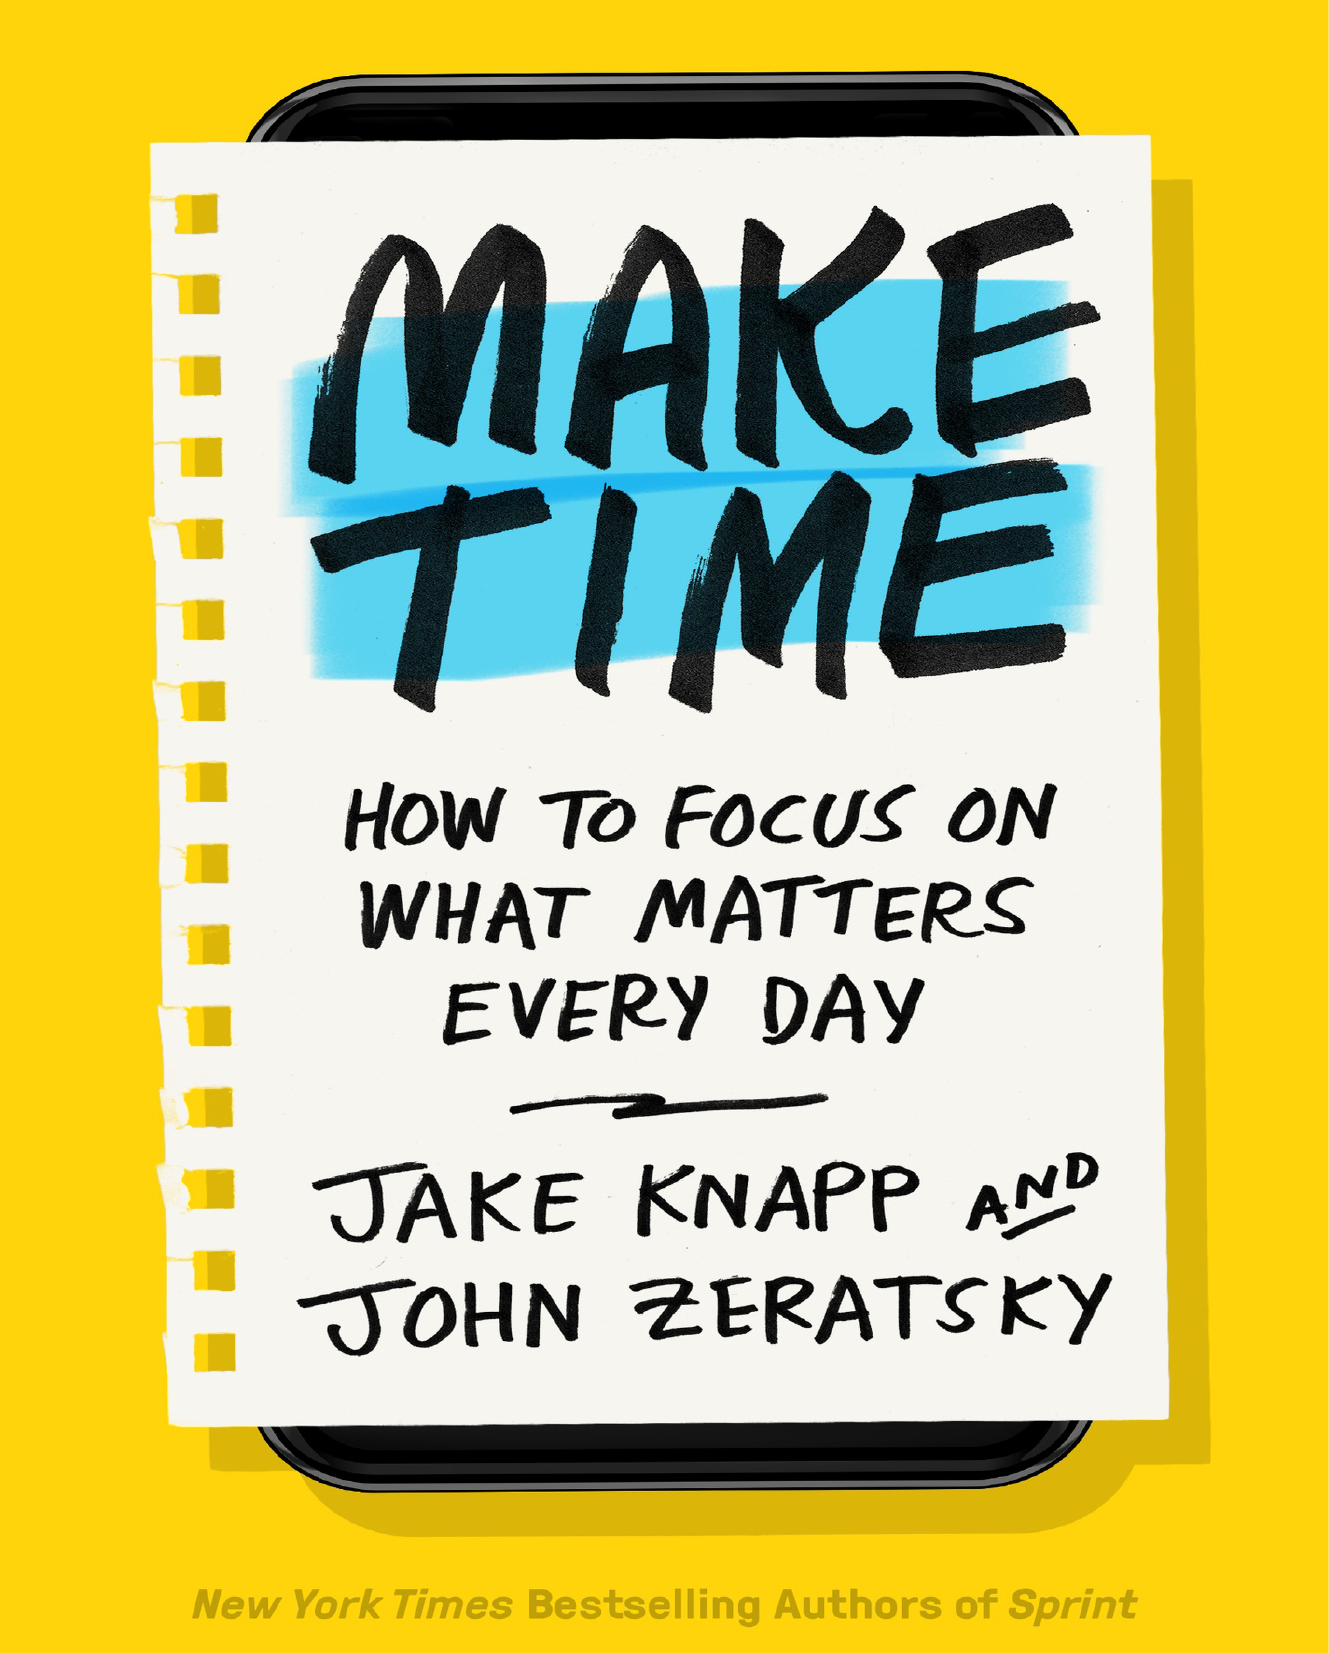 MAKE
TIME
HOW TO FOCUS ON
WHAT MATTERS
EVERY DAY
JAKE KNAPP AND
JOHN ZERATSKY
New York Times Bestselling Authors of Sprint